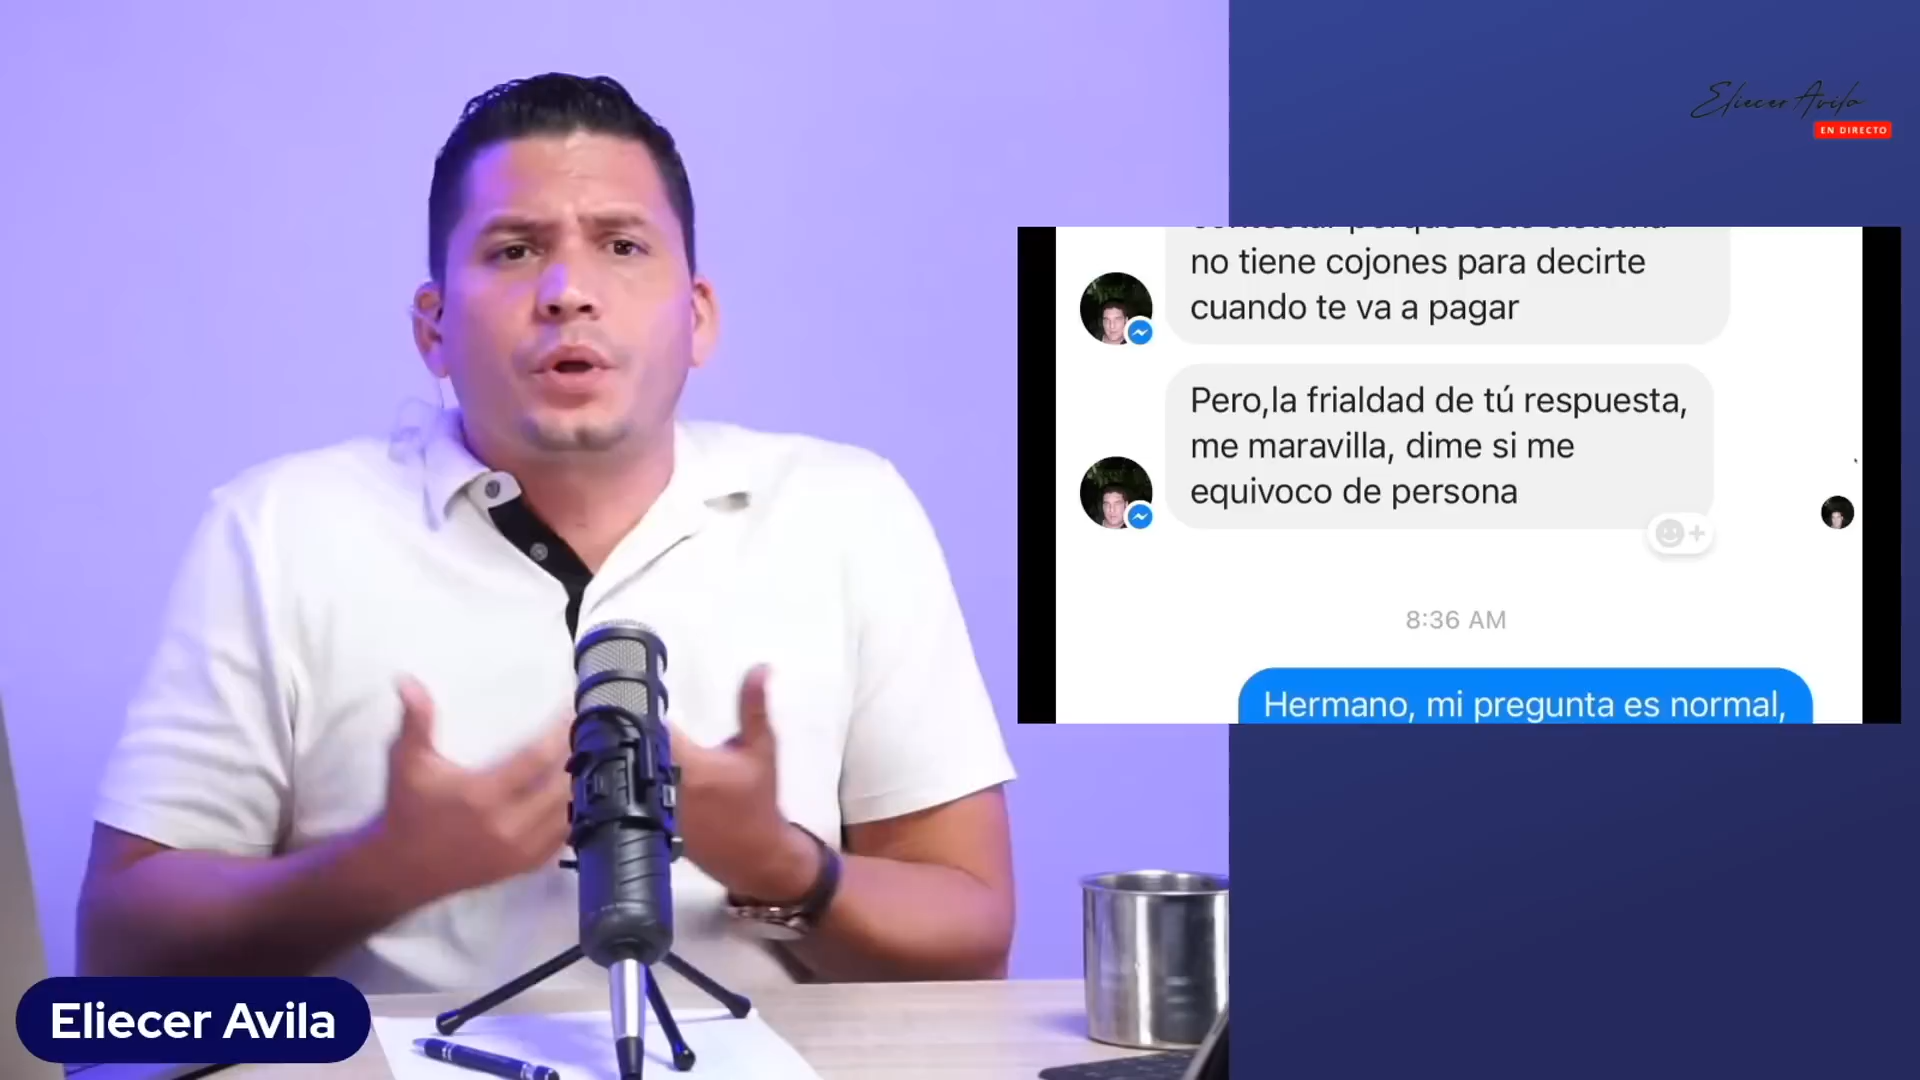 Eliecer Avila
EN DIRECTO
no tiene cojones para decirte
cuando te va a pagar
Pero,la frialdad de tú respuesta,
me maravilla, dime si me
equivoco de persona
8:36 AM
Hermano, mi pregunta es normal,
Eliecer Avila